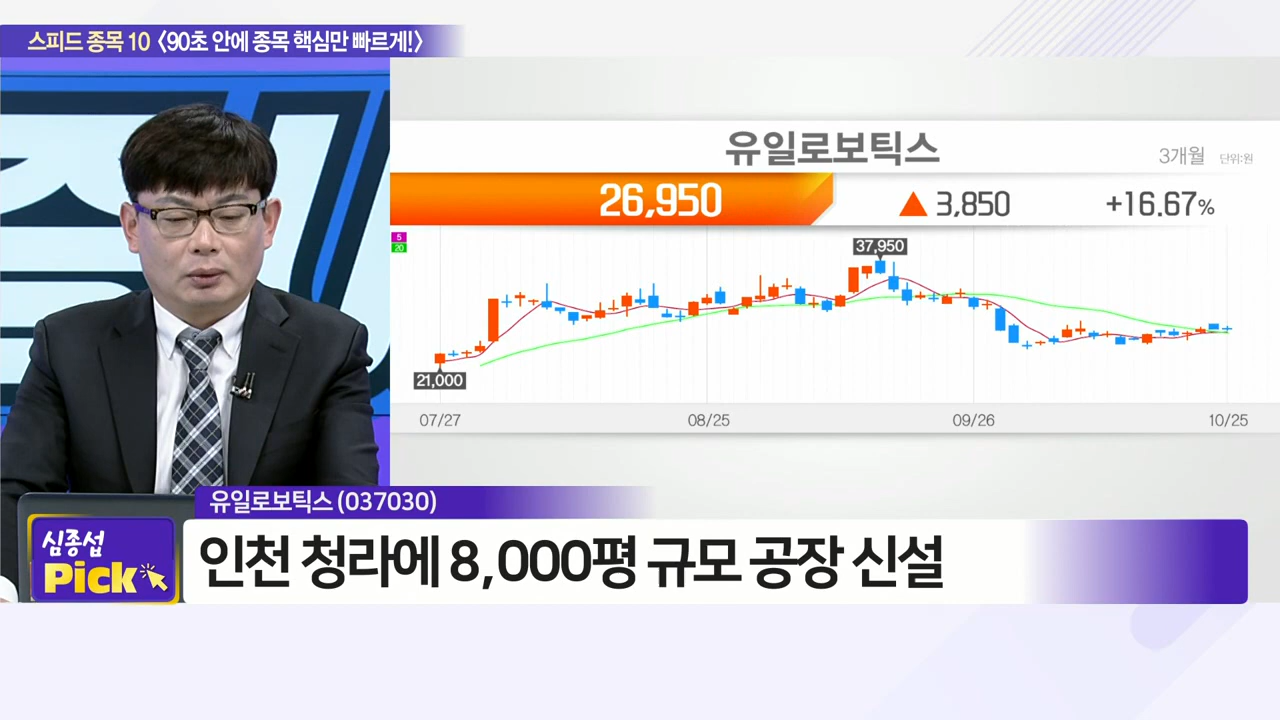 스피드 종목 10 〈90초 안에 종목 핵심만 빠르게!〉
유일로보틱스
3개월 단위:원
26,950 ▲ 3,850 +16.67%
5
20
37,950
21,000
07/27 08/25 09/26 10/25
유일로보틱스 (037030)
심종섭
Pick
인천 청라에 8,000평 규모 공장 신설